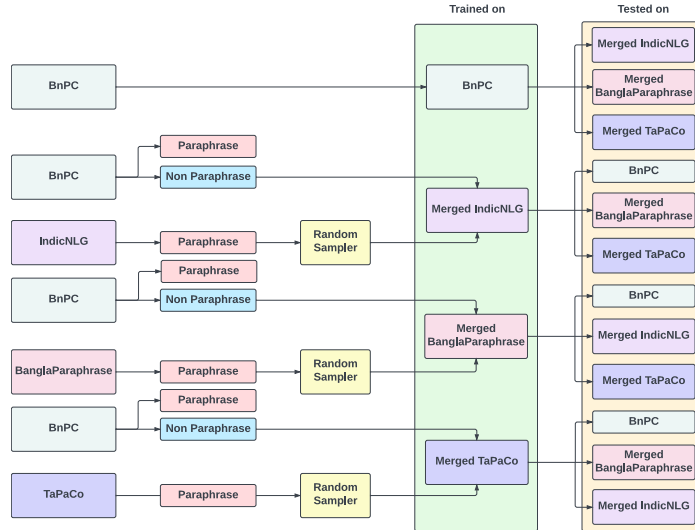 Trained on
Tested on
BnPC
BnPC
Merged IndicNLG
Merged
BanglaParaphrase
Merged TaPaCo
BnPC
Paraphrase
Non Paraphrase
IndicNLG
Paraphrase
Random
Sampler
Merged IndicNLG
BnPC
Merged
BanglaParaphrase
Merged TaPaCo
BnPC
Paraphrase
Non Paraphrase
BanglaParaphrase
Paraphrase
Random
Sampler
Merged
BanglaParaphrase
BnPC
Merged IndicNLG
Merged TaPaCo
BnPC
Paraphrase
Non Paraphrase
TaPaCo
Paraphrase
Random
Sampler
Merged TaPaCo
BnPC
Merged
BanglaParaphrase
Merged IndicNLG